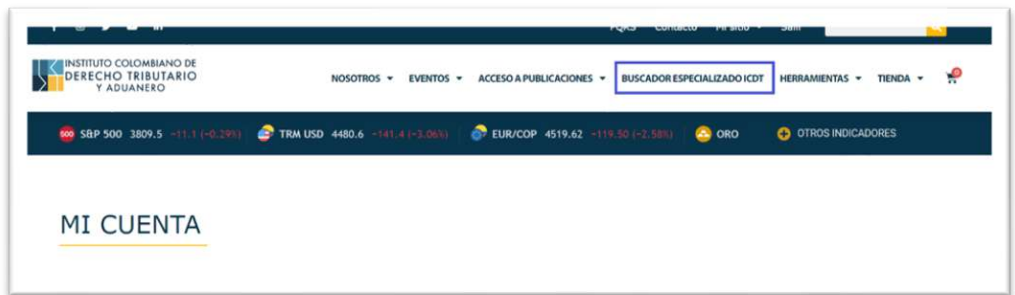 PQRS Contacto Mi sitio Salir
INSTITUTO COLOMBIANO DE
DERECHO TRIBUTARIO
Y ADUANERO
NOSOTROS EVENTOS ACCESO A PUBLICACIONES BUSCADOR ESPECIALIZADO ICDT HERRAMIENTAS TIENDA 0
500 S&P 500 3809.5 -11.1 (-0.29%) TRM USD 4480.6 -141.4 (-3.06%) EUR/COP 4519.62 -119.50 (-2.58%) ORO OTROS INDICADORES
MI CUENTA